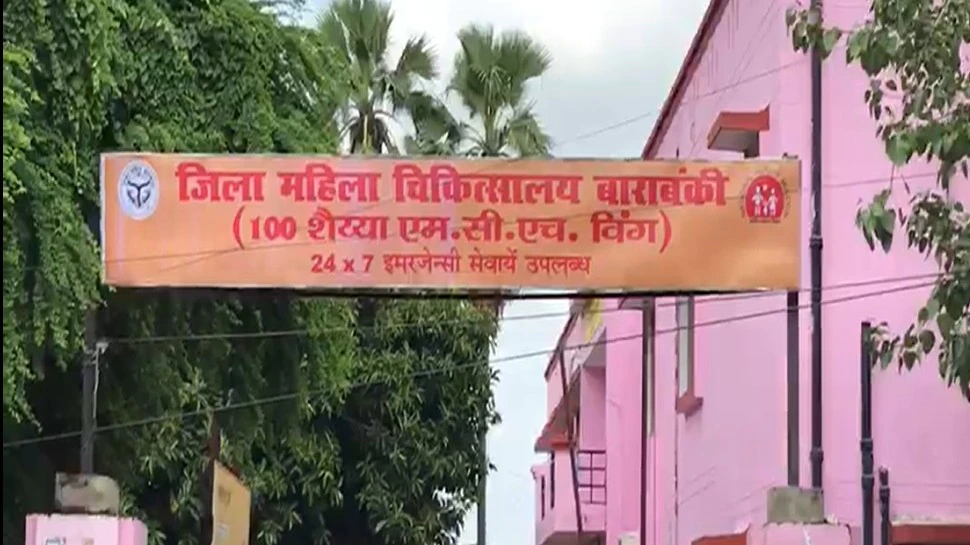 जिला महिला चिकित्सालय बाराबंकी
(100 शैय्या एम.सी.एच. विंग)
24 x 7 इमरजेन्सी सेवायें उपलब्ध